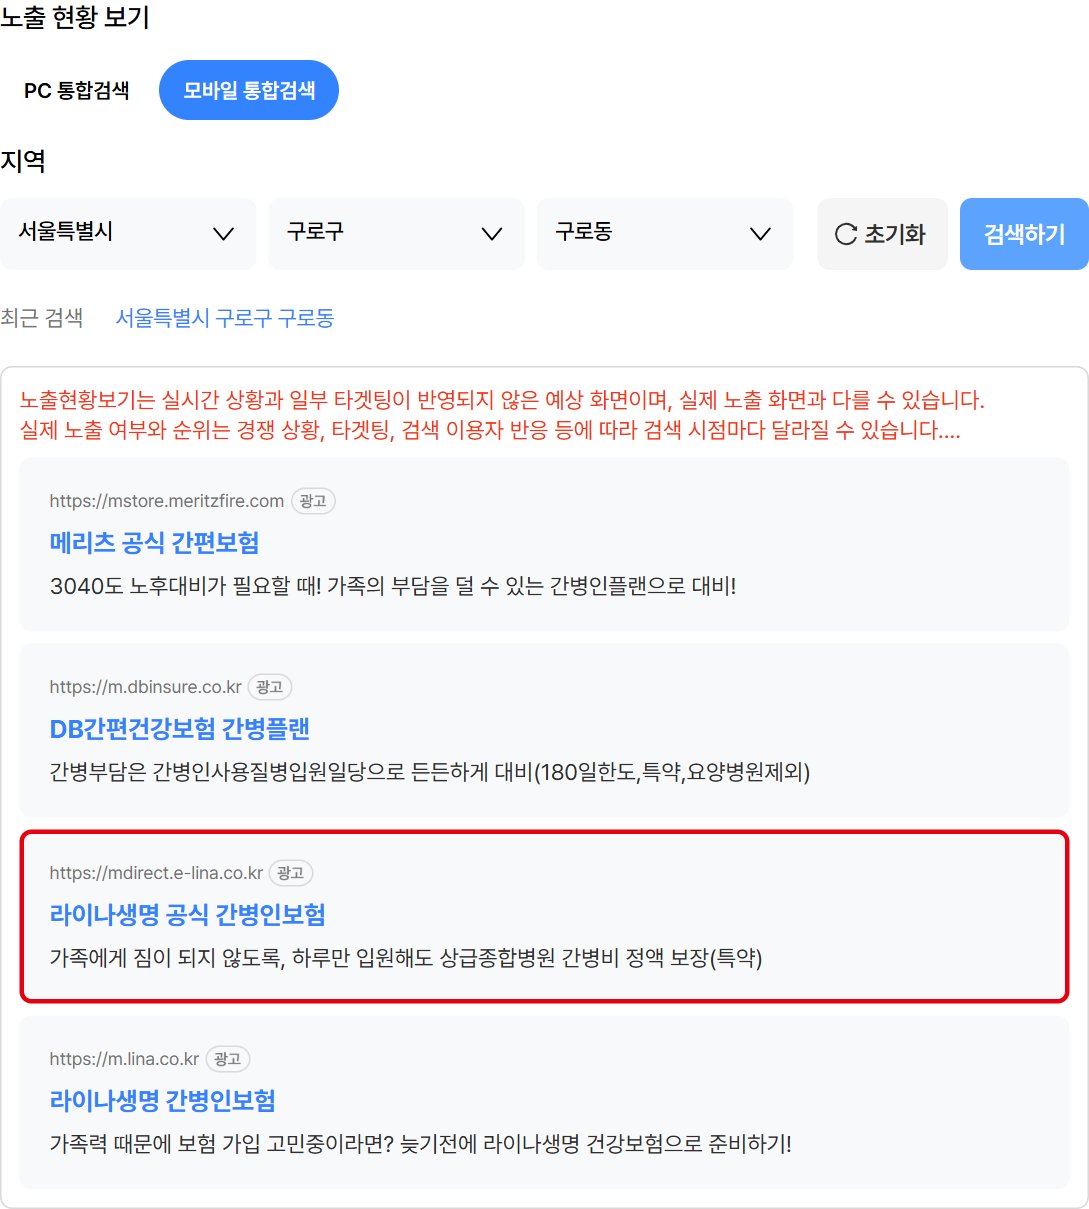 노출 현황 보기
PC 통합검색 모바일 통합검색
지역
서울특별시 구로구 구로동 초기화 검색하기
최근 검색 서울특별시 구로구 구로동
노출현황보기는 실시간 상황과 일부 타겟팅이 반영되지 않은 예상 화면이며, 실제 노출 화면과 다를 수 있습니다.
실제 노출 여부와 순위는 경쟁 상황, 타겟팅, 검색 이용자 반응 등에 따라 검색 시점마다 달라질 수 있습니다....
https://mstore.meritzfire.com 광고
메리츠 공식 간편보험
3040도 노후대비가 필요할 때! 가족의 부담을 덜 수 있는 간병인플랜으로 대비!
https://m.dbinsure.co.kr 광고
DB간편건강보험 간병플랜
간병부담은 간병인사용질병입원일당으로 든든하게 대비(180일한도,특약,요양병원제외)
https://mdirect.e-lina.co.kr 광고
라이나생명 공식 간병인보험
가족에게 짐이 되지 않도록, 하루만 입원해도 상급종합병원 간병비 정액 보장(특약)
https://m.lina.co.kr 광고
라이나생명 간병인보험
가족력 때문에 보험 가입 고민중이라면? 늦기전에 라이나생명 건강보험으로 준비하기!